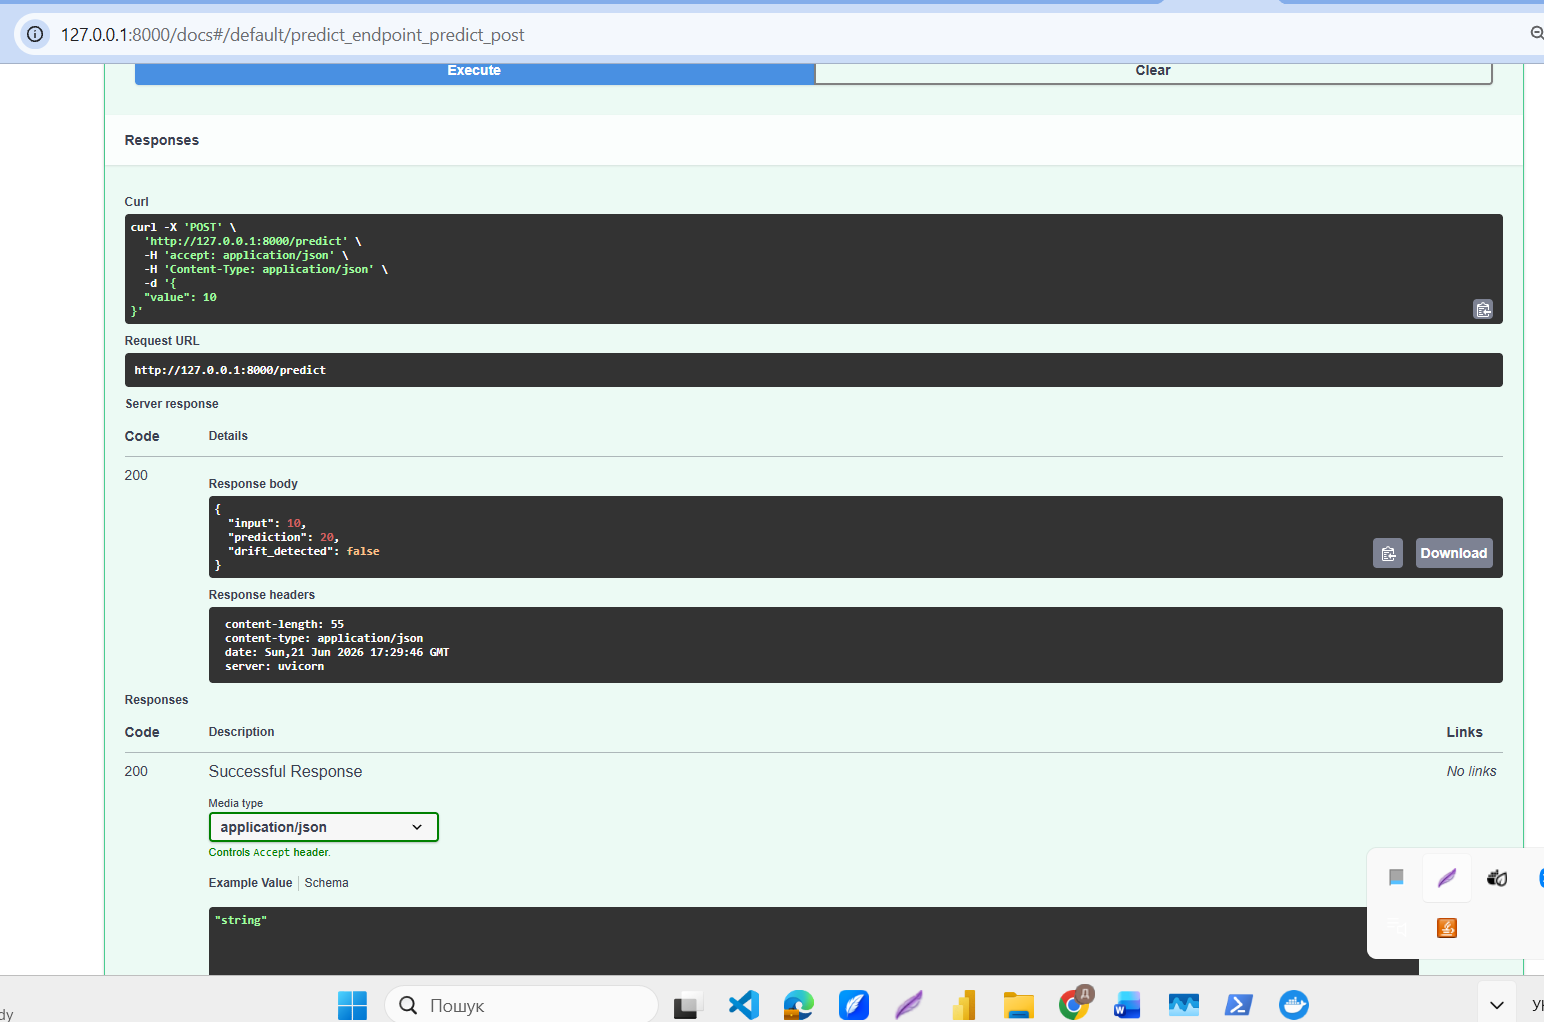 127.0.0.1:8000/docs#/default/predict_endpoint_predict_post
Execute
Clear
Responses
Curl
curl -X 'POST' \
  'http://127.0.0.1:8000/predict' \
  -H 'accept: application/json' \
  -H 'Content-Type: application/json' \
  -d '{
  "value": 10
}'
Request URL
http://127.0.0.1:8000/predict
Server response
Code Details
200
Response body
{
  "input": 10,
  "prediction": 20,
  "drift_detected": false
}
Download
Response headers
content-length: 55
content-type: application/json
date: Sun,21 Jun 2026 17:29:46 GMT
server: uvicorn
Responses
Code Description Links
200 Successful Response No links
Media type
application/json
Controls Accept header.
Example Value Schema
"string"
Пошук